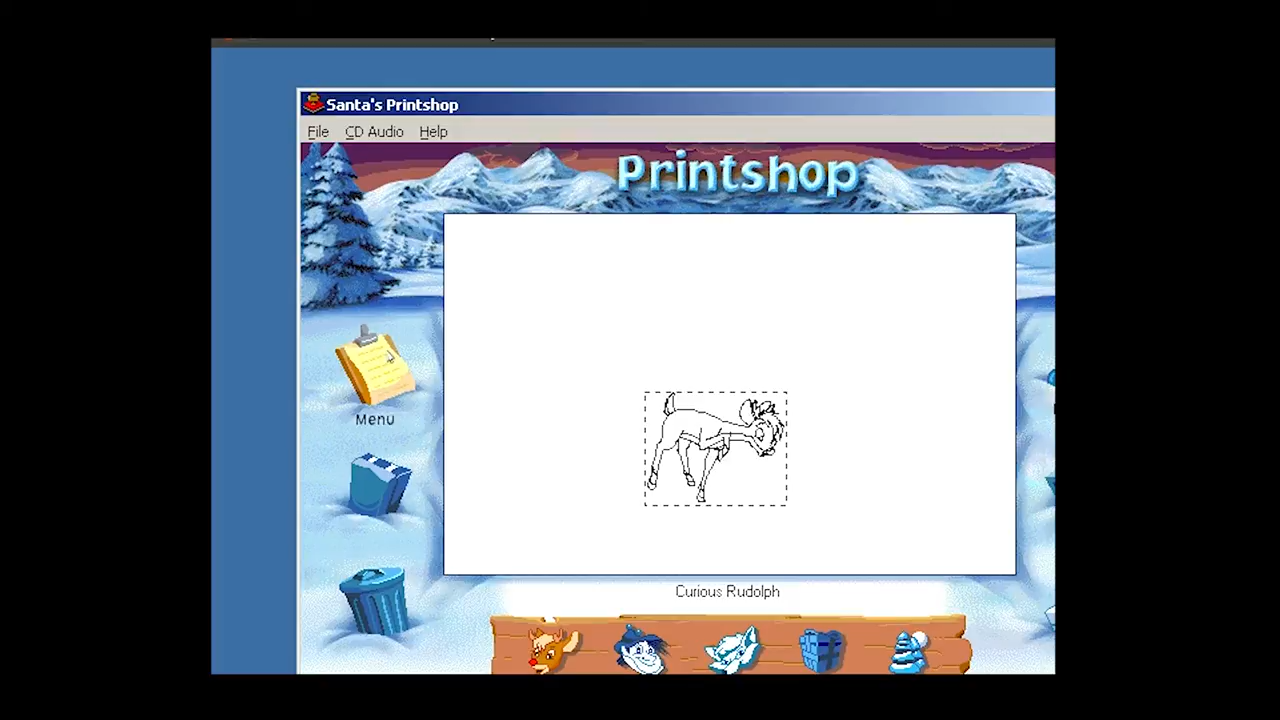 Santa's Printshop
File CD Audio Help
Printshop
Menu
Curious Rudolph